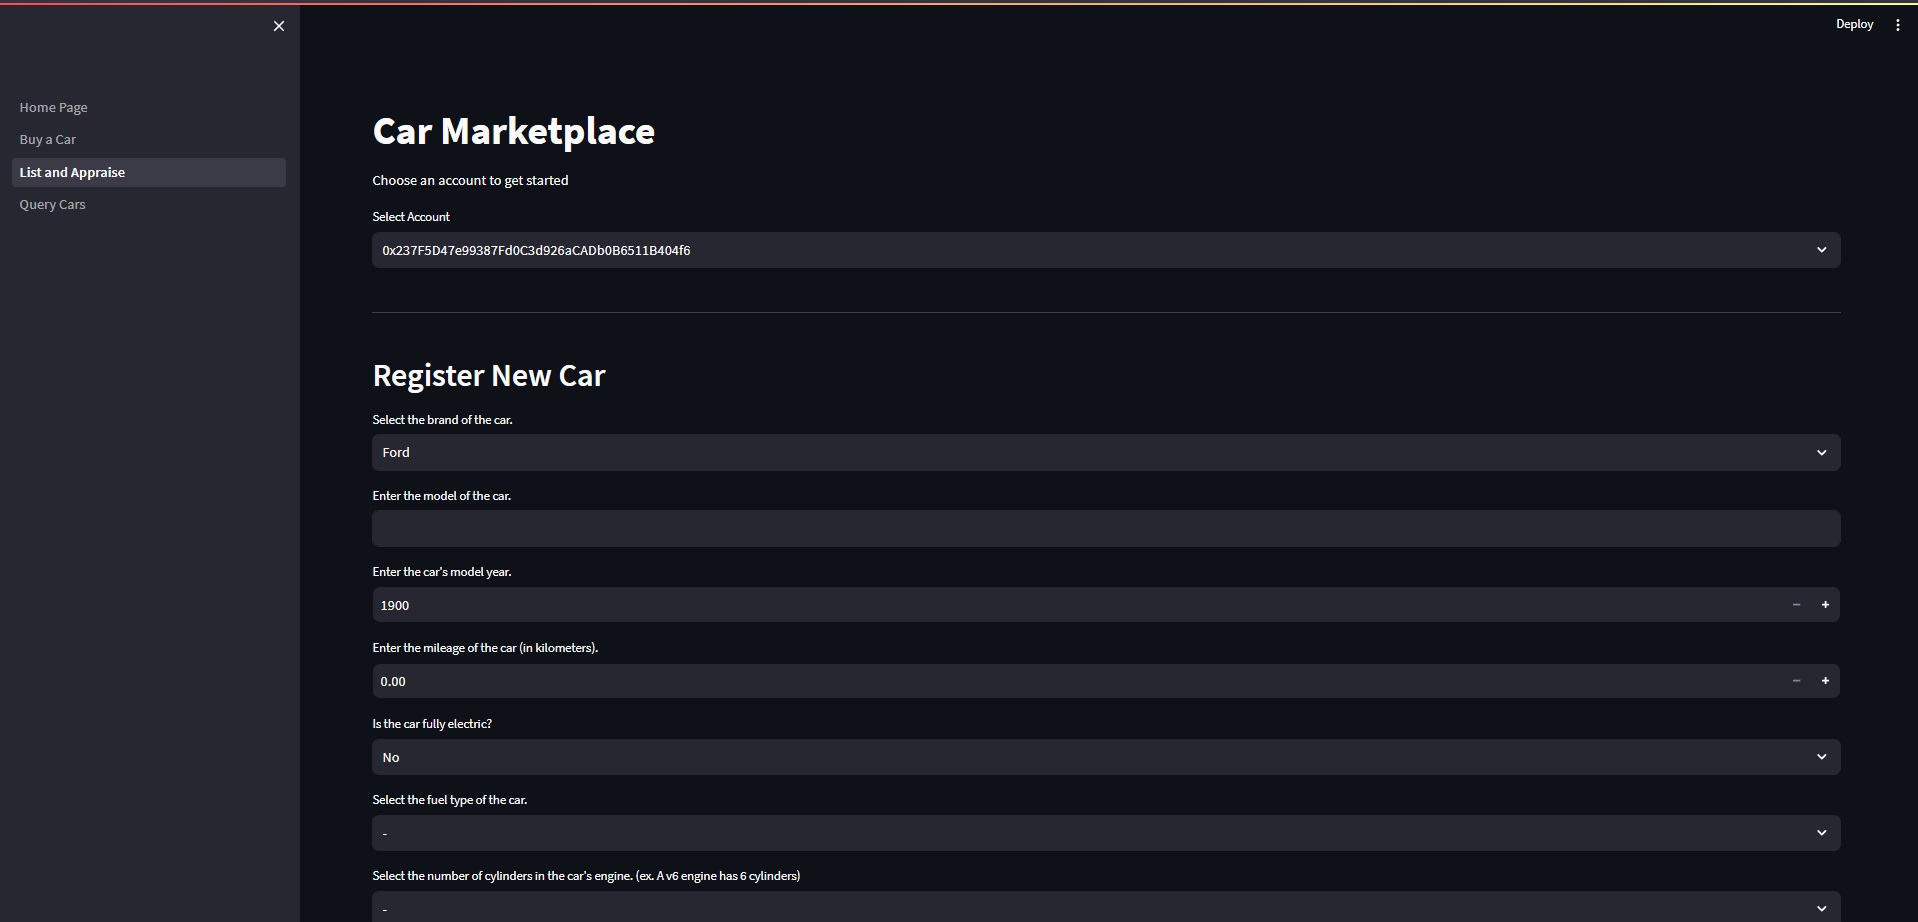 Deploy
Home Page
Buy a Car
List and Appraise
Query Cars
Car Marketplace
Choose an account to get started
Select Account
0x237F5D47e99387Fd0C3d926aCADb0B6511B404f6
Register New Car
Select the brand of the car.
Ford
Enter the model of the car.
Enter the car's model year.
1900
Enter the mileage of the car (in kilometers).
0.00
Is the car fully electric?
No
Select the fuel type of the car.
-
Select the number of cylinders in the car's engine. (ex. A v6 engine has 6 cylinders)
-